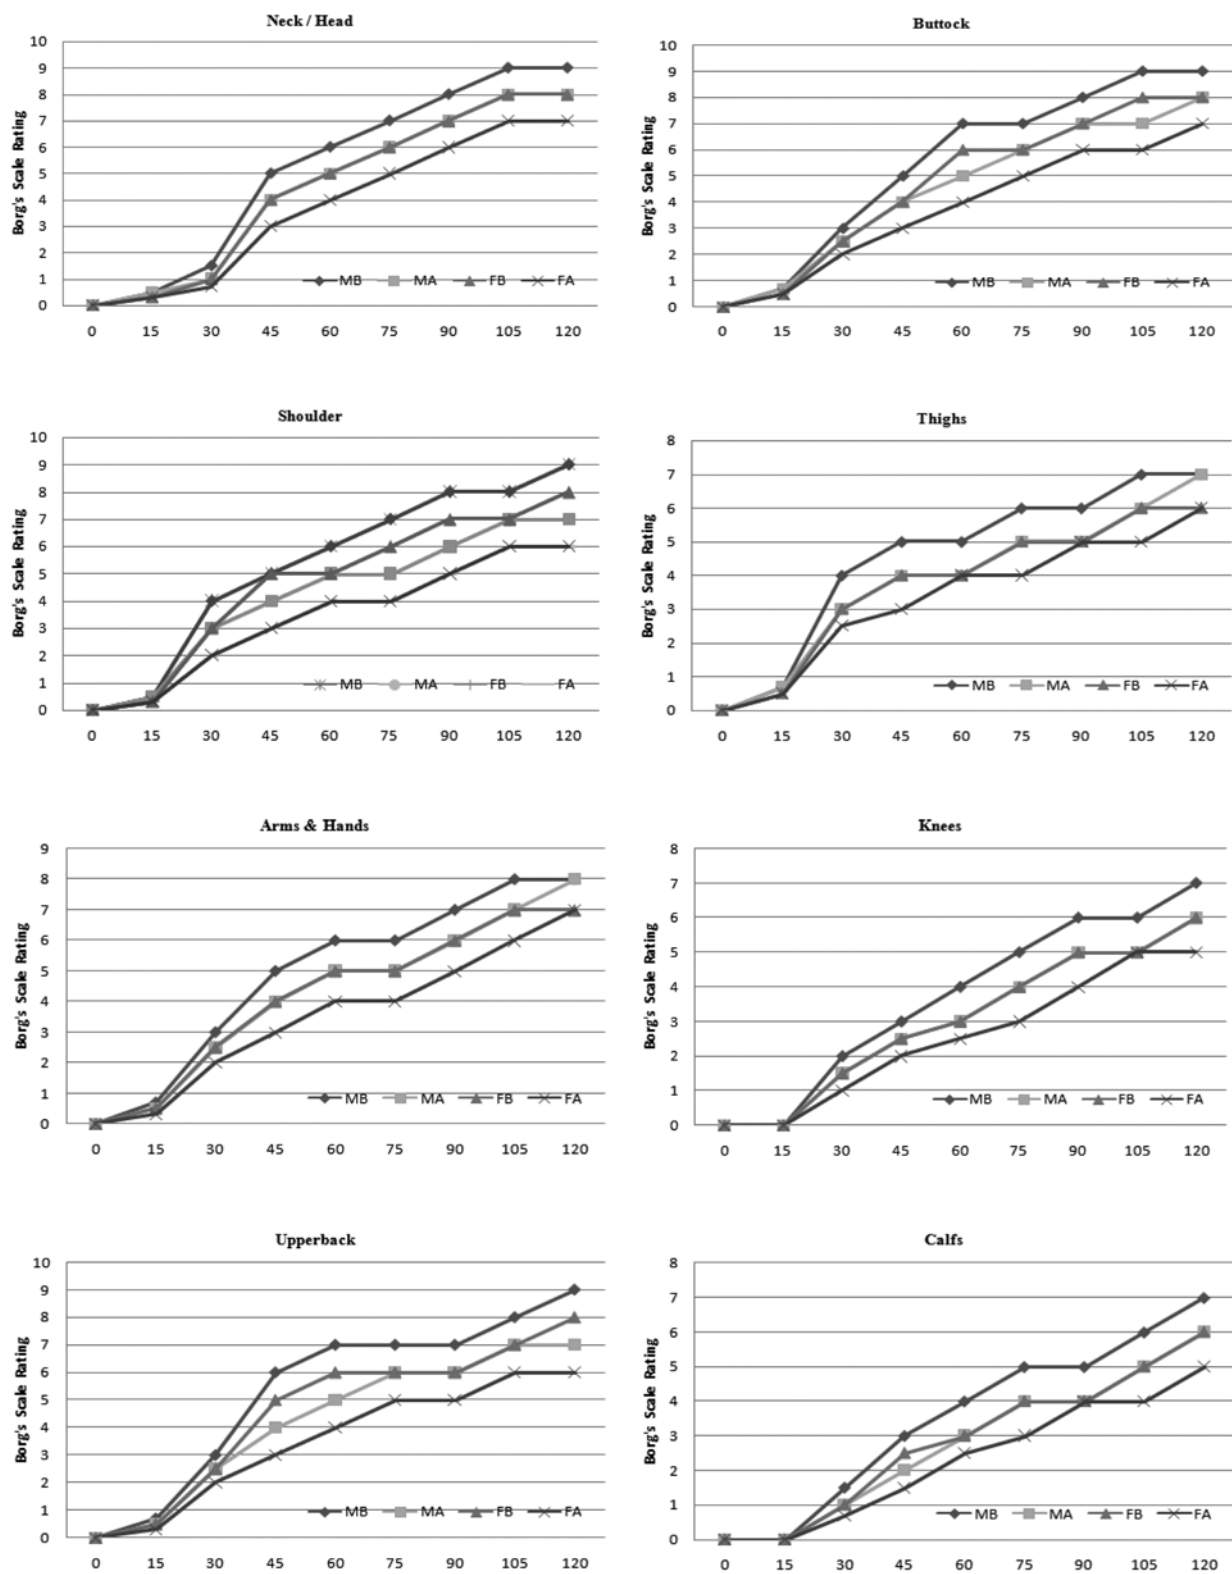 Neck / Head
Borg's Scale Rating
10
9
8
7
6
5
4
3
2
1
0
MB MA FB FA
0 15 30 45 60 75 90 105 120
Buttock
10
9
8
7
6
5
4
3
2
1
0
MB MA FB FA
0 15 30 45 60 75 90 105 120
Shoulder
Borg's Scale Rating
10
9
8
7
6
5
4
3
2
1
0
MB MA FB FA
0 15 30 45 60 75 90 105 120
Thighs
Borg's Scale Rating
8
7
6
5
4
3
2
1
0
MB MA FB FA
0 15 30 45 60 75 90 105 120
Arms & Hands
Borg's Scale Rating
9
8
7
6
5
4
3
2
1
0
MB MA FB FA
0 15 30 45 60 75 90 105 120
Knees
Borg's Scale Rating
8
7
6
5
4
3
2
1
0
MB MA FB FA
0 15 30 45 60 75 90 105 120
Upperback
Borg's Scale Rating
10
9
8
7
6
5
4
3
2
1
0
MB MA FB FA
0 15 30 45 60 75 90 105 120
Calfs
Borg's Scale Rating
8
7
6
5
4
3
2
1
0
MB MA FB FA
0 15 30 45 60 75 90 105 120